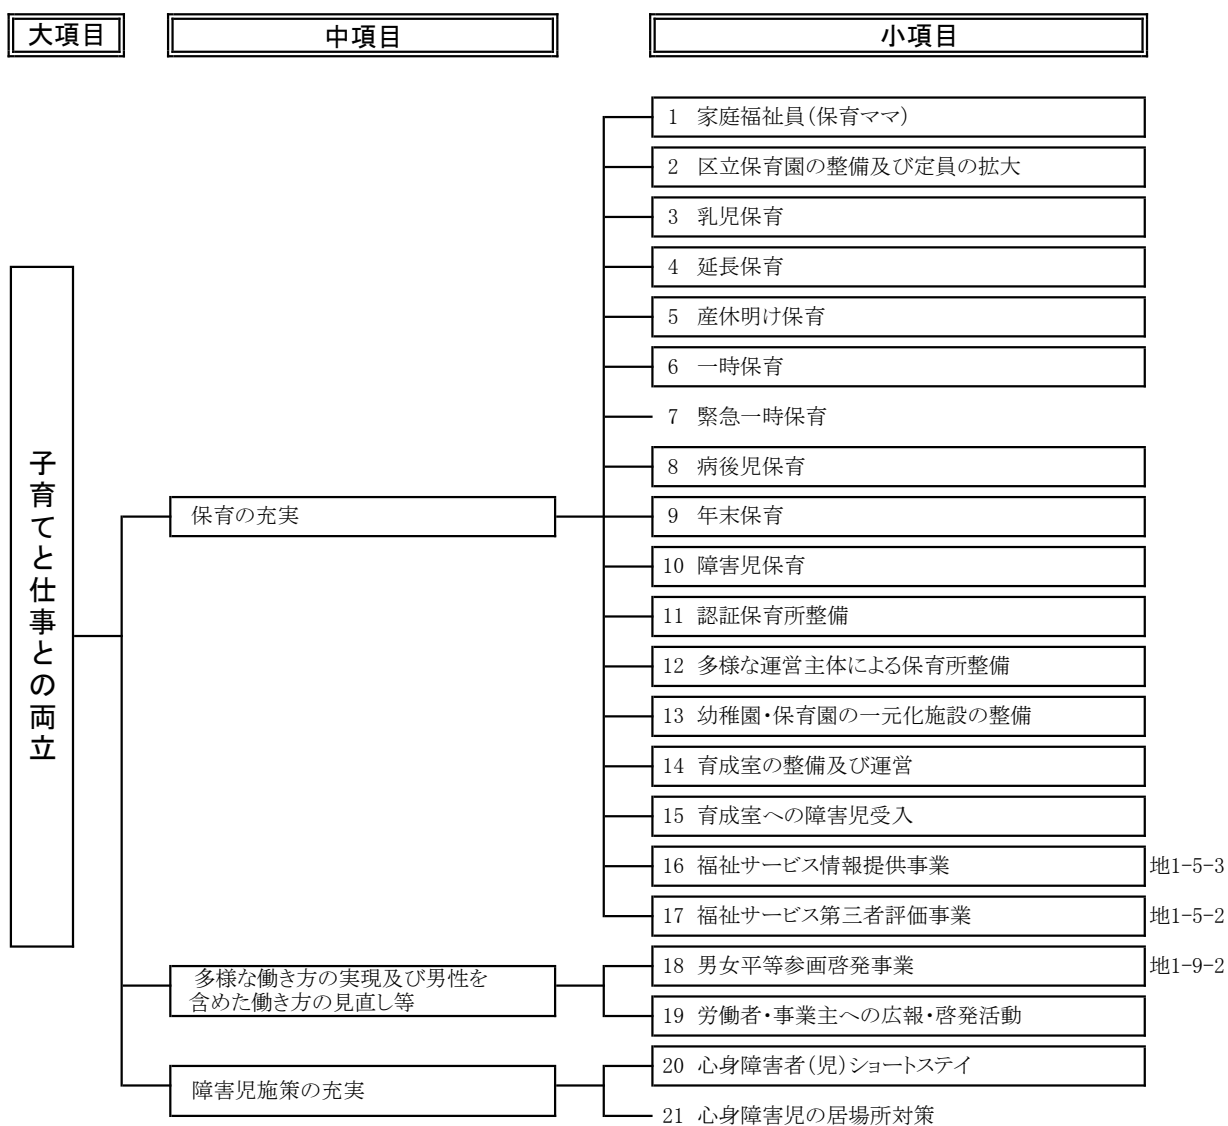 大項目
中項目
小項目
子育てと仕事との両立
保育の充実
1 家庭福祉員(保育ママ)
2 区立保育園の整備及び定員の拡大
3 乳児保育
4 延長保育
5 産休明け保育
6 一時保育
7 緊急一時保育
8 病後児保育
9 年末保育
10 障害児保育
11 認証保育所整備
12 多様な運営主体による保育所整備
13 幼稚園・保育園の一元化施設の整備
14 育成室の整備及び運営
15 育成室への障害児受入
16 福祉サービス情報提供事業 地1-5-3
17 福祉サービス第三者評価事業 地1-5-2
多様な働き方の実現及び男性を
含めた働き方の見直し等
18 男女平等参画啓発事業 地1-9-2
19 労働者・事業主への広報・啓発活動
障害児施策の充実
20 心身障害者(児)ショートステイ
21 心身障害児の居場所対策